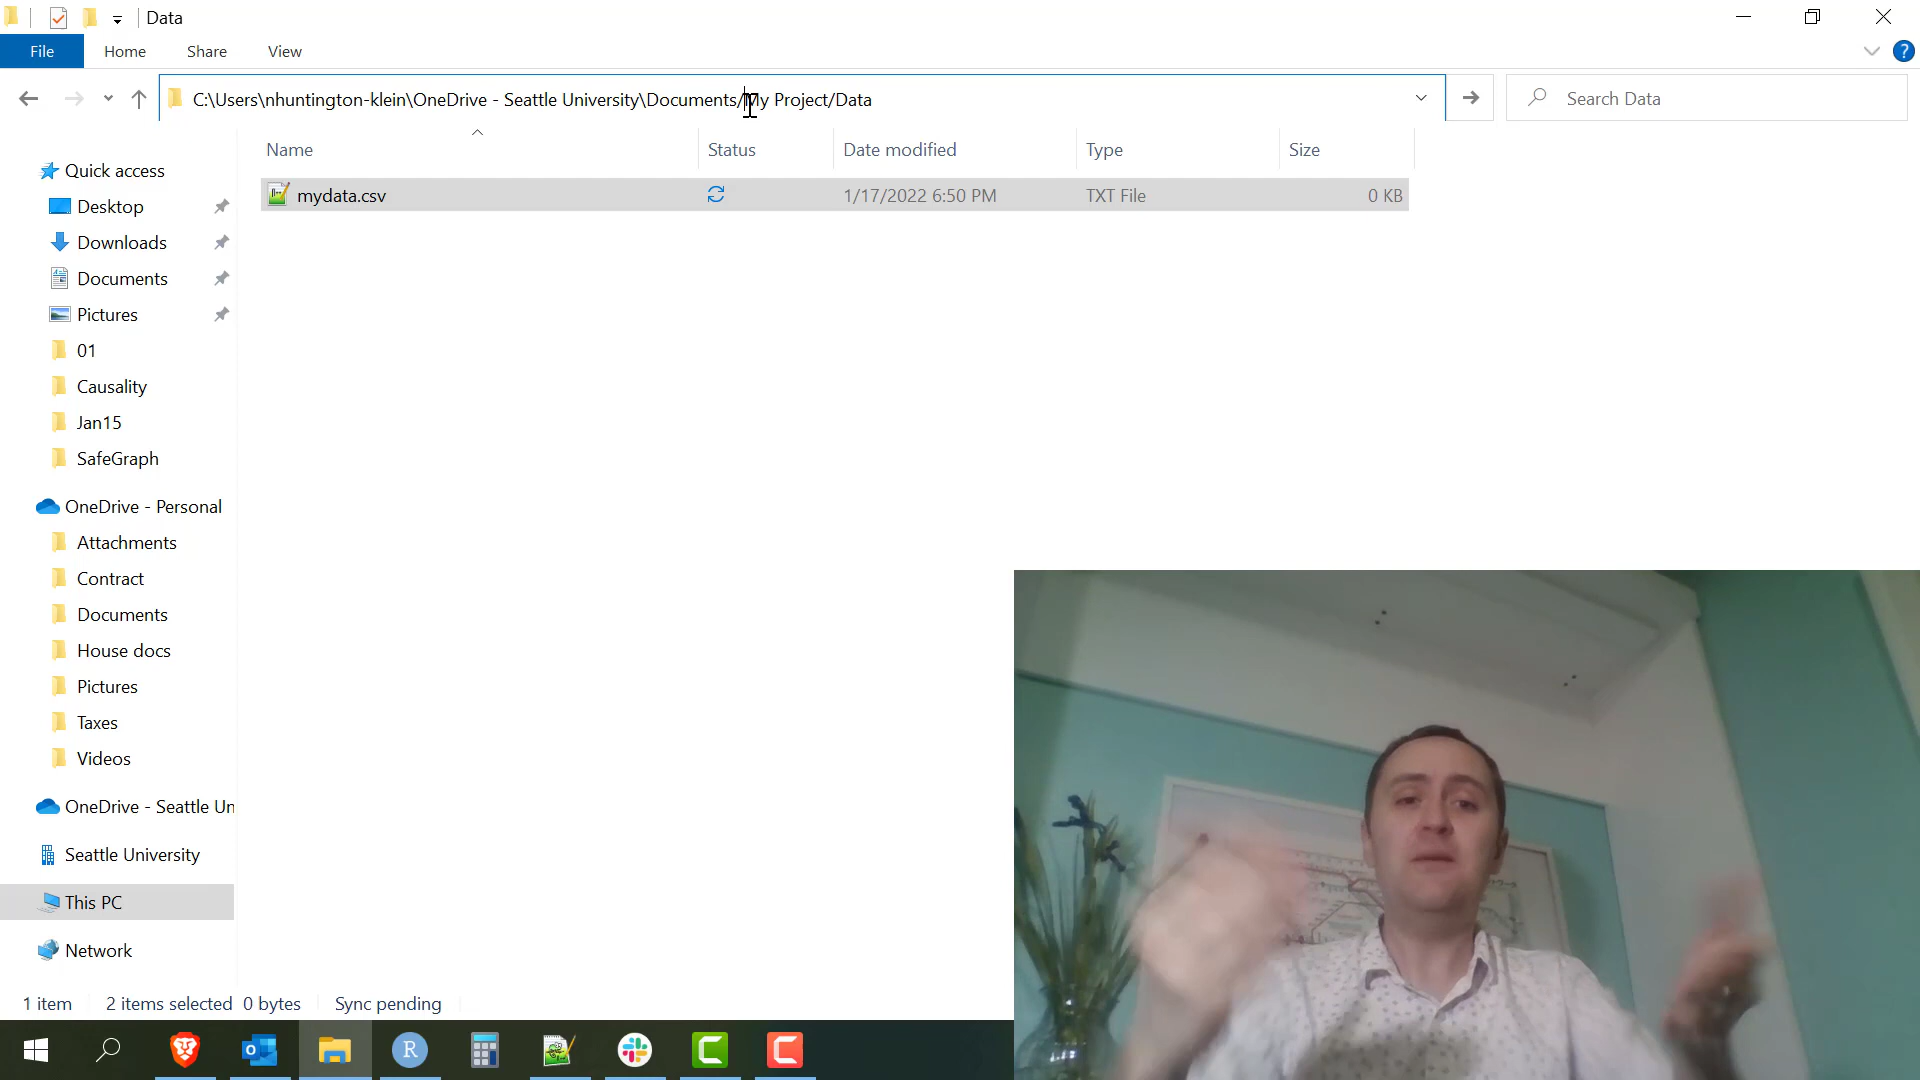 Data
File Home Share View
C:\Users\nhuntington-klein\OneDrive - Seattle University\Documents/My Project/Data
Search Data
Name Status Date modified Type Size
mydata.csv 1/17/2022 6:50 PM TXT File 0 KB
Quick access
Desktop
Downloads
Documents
Pictures
01
Causality
Jan15
SafeGraph
OneDrive - Personal
Attachments
Contract
Documents
House docs
Pictures
Taxes
Videos
OneDrive - Seattle Un
Seattle University
This PC
Network
1 item 2 items selected 0 bytes Sync pending